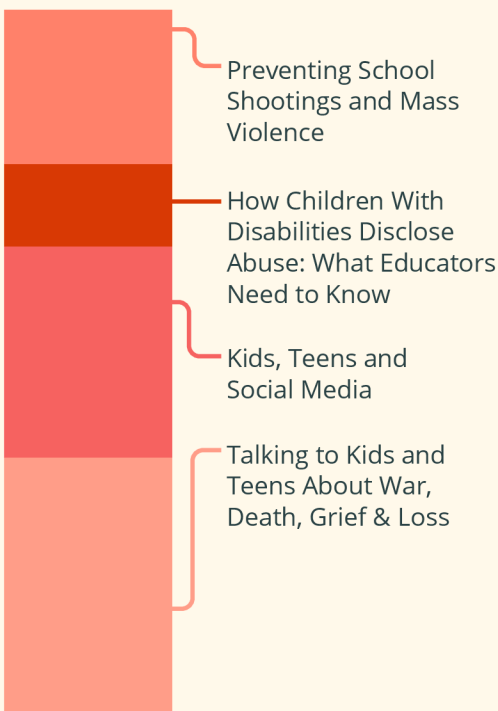 Preventing School
Shootings and Mass
Violence
How Children With
Disabilities Disclose
Abuse: What Educators
Need to Know
Kids, Teens and
Social Media
Talking to Kids and
Teens About War,
Death, Grief & Loss